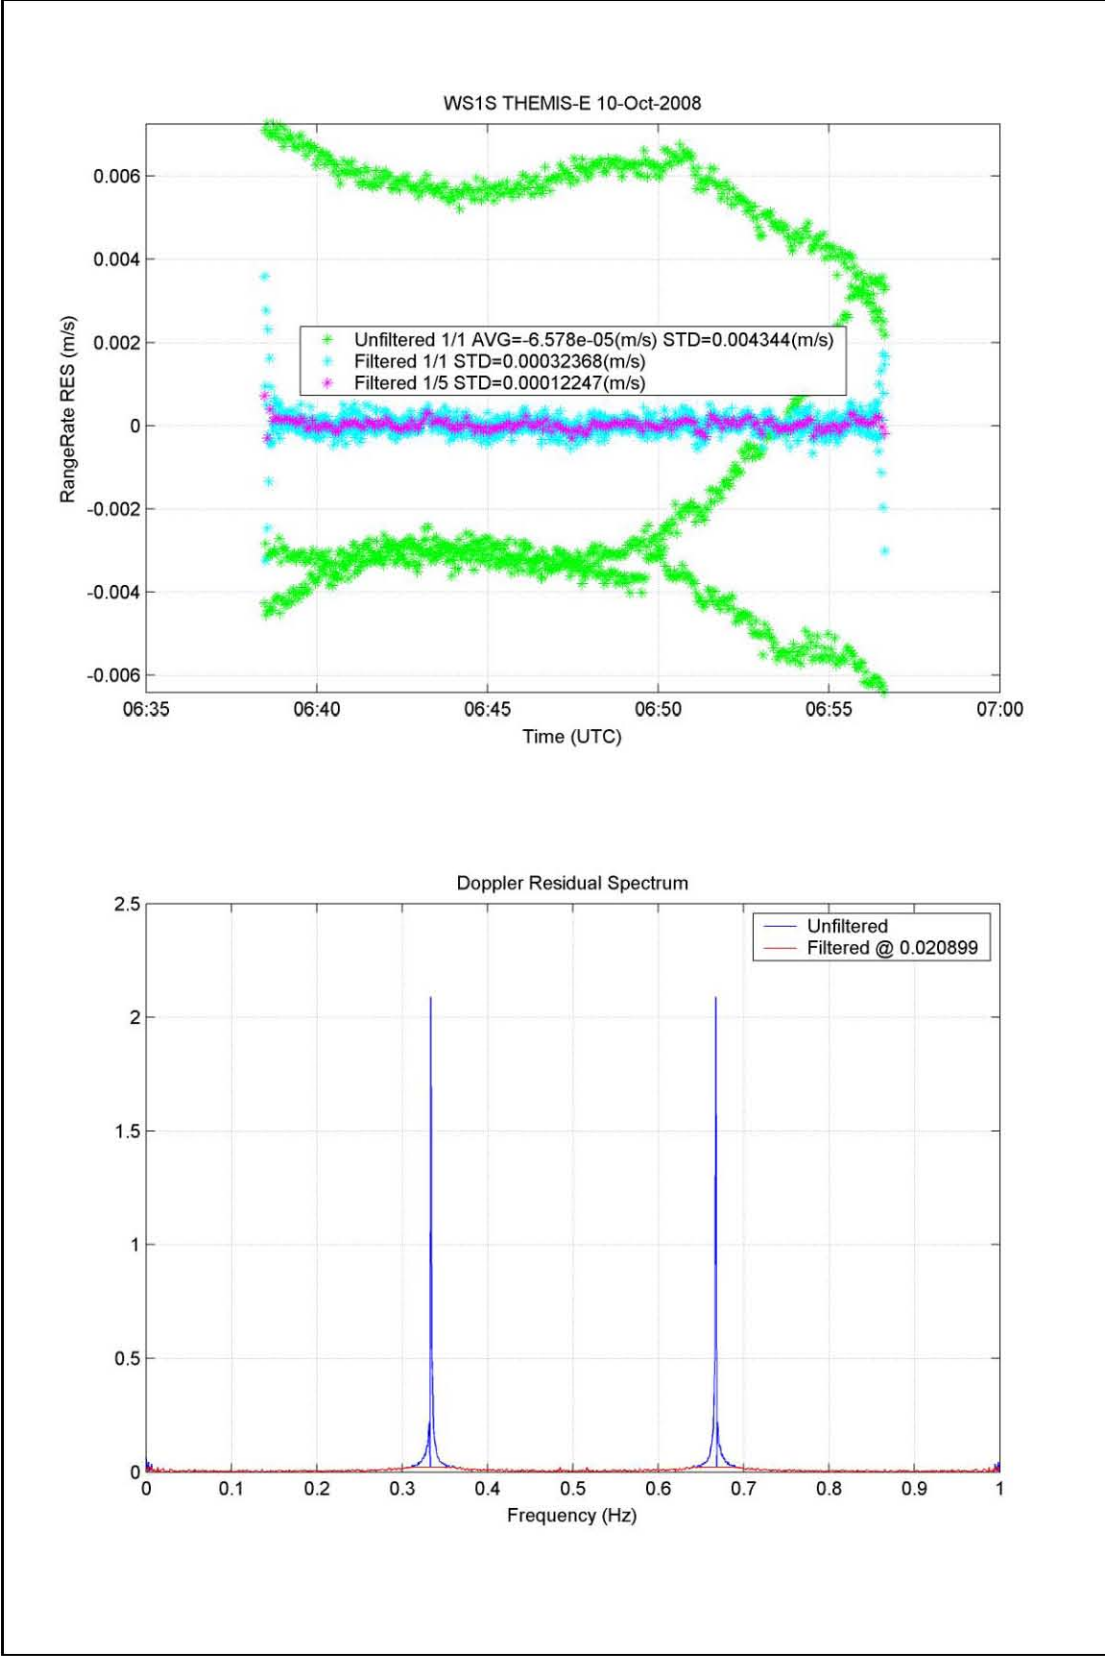 WS1S THEMIS-E 10-Oct-2008
0.006
0.004
0.002
0
-0.002
-0.004
-0.006
RangeRate RES (m/s)
Unfiltered 1/1 AVG=-6.578e-05(m/s) STD=0.004344(m/s)
Filtered 1/1 STD=0.00032368(m/s)
Filtered 1/5 STD=0.00012247(m/s)
06:35 06:40 06:45 06:50 06:55 07:00
Time (UTC)
Doppler Residual Spectrum
2.5
2
1.5
1
0.5
0
Unfiltered
Filtered @ 0.020899
0 0.1 0.2 0.3 0.4 0.5 0.6 0.7 0.8 0.9 1
Frequency (Hz)